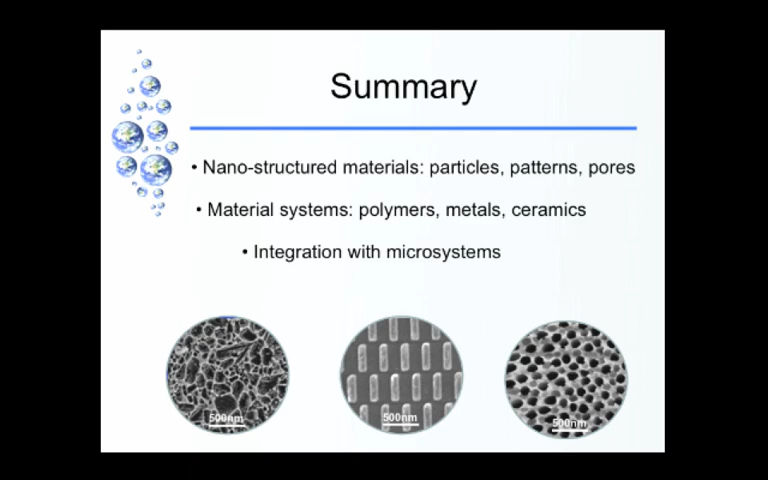 Summary
• Nano-structured materials: particles, patterns, pores
• Material systems: polymers, metals, ceramics
• Integration with microsystems
500nm
500nm
500nm